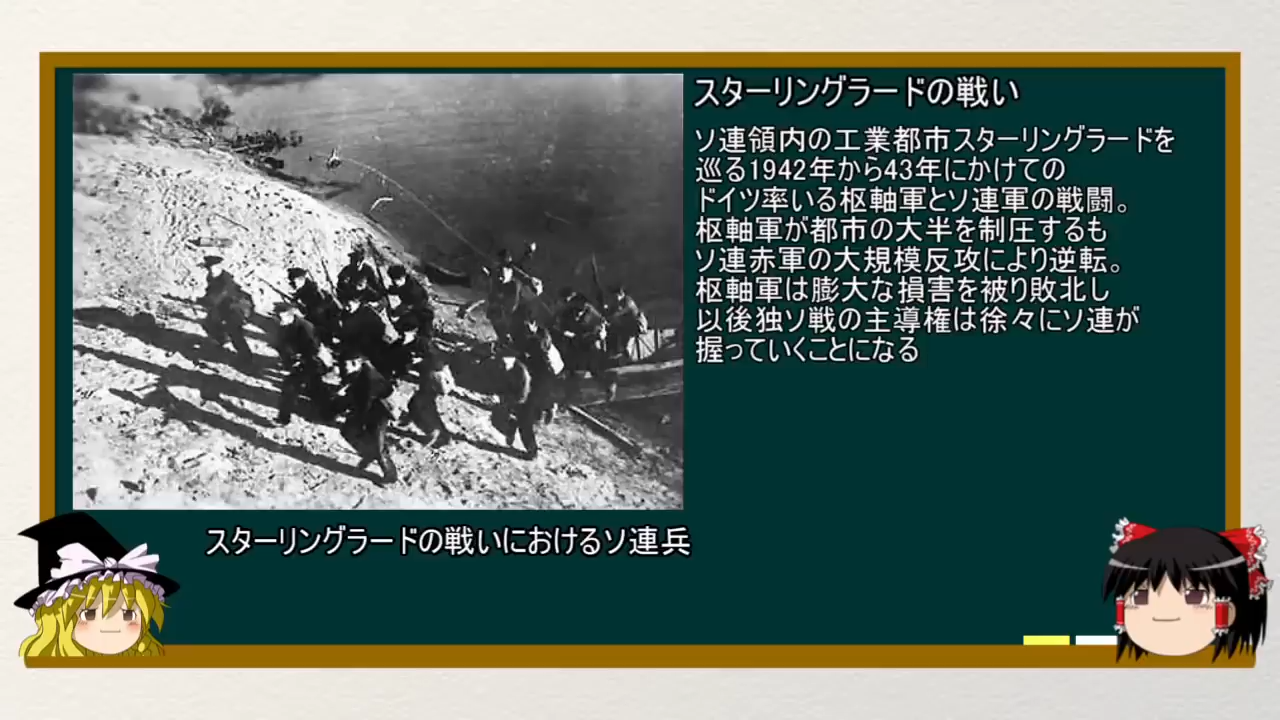 スターリングラードの戦い
ソ連領内の工業都市スターリングラードを
巡る1942年から43年にかけての
ドイツ率いる枢軸軍とソ連軍の戦闘。
枢軸軍が都市の大半を制圧するも
ソ連赤軍の大規模反攻により逆転。
枢軸軍は膨大な損害を被り敗北し
以後独ソ戦の主導権は徐々にソ連が
握っていくことになる
スターリングラードの戦いにおけるソ連兵